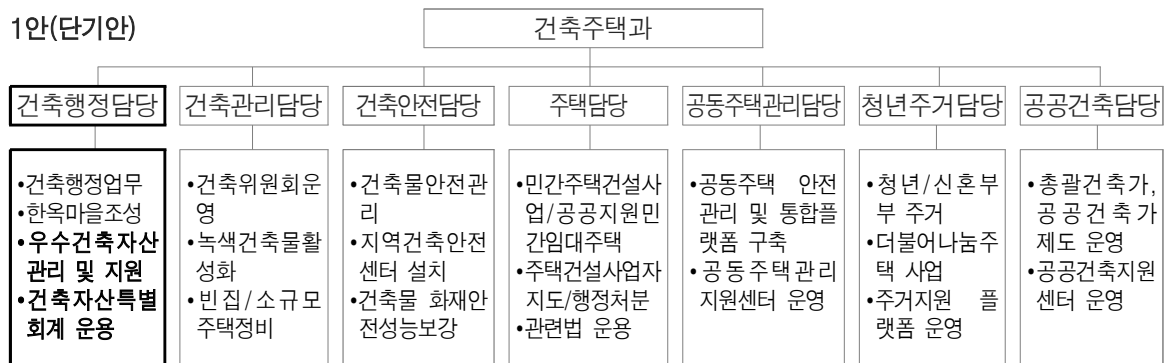 1안(단기안)
건축주택과
건축행정담당
건축관리담당
건축안전담당
주택담당
공동주택관리담당
청년주거담당
공공건축담당
•건축행정업무
•한옥마을조성
•우수건축자산
관리 및 지원
•건축자산특별
회계 운용
•건축위원회운
영
•녹색건축물활
성화
•빈집/소규모
주택정비
•건축물안전관
리
•지역건축안전
센터 설치
•건축물 화재안
전성능보강
•민간주택건설사
업/공공지원민
간임대주택
•주택건설사업자
지도/행정처분
•관련법 운용
•공동주택 안전
관리 및 통합플
랫폼 구축
•공동주택관리
지원센터 운영
•청년/신혼부
부 주거
•더불어나눔주
택 사업
•주거지원 플
랫폼 운영
•총괄건축가,
공공건축가
제도 운영
•공공건축지원
센터 운영